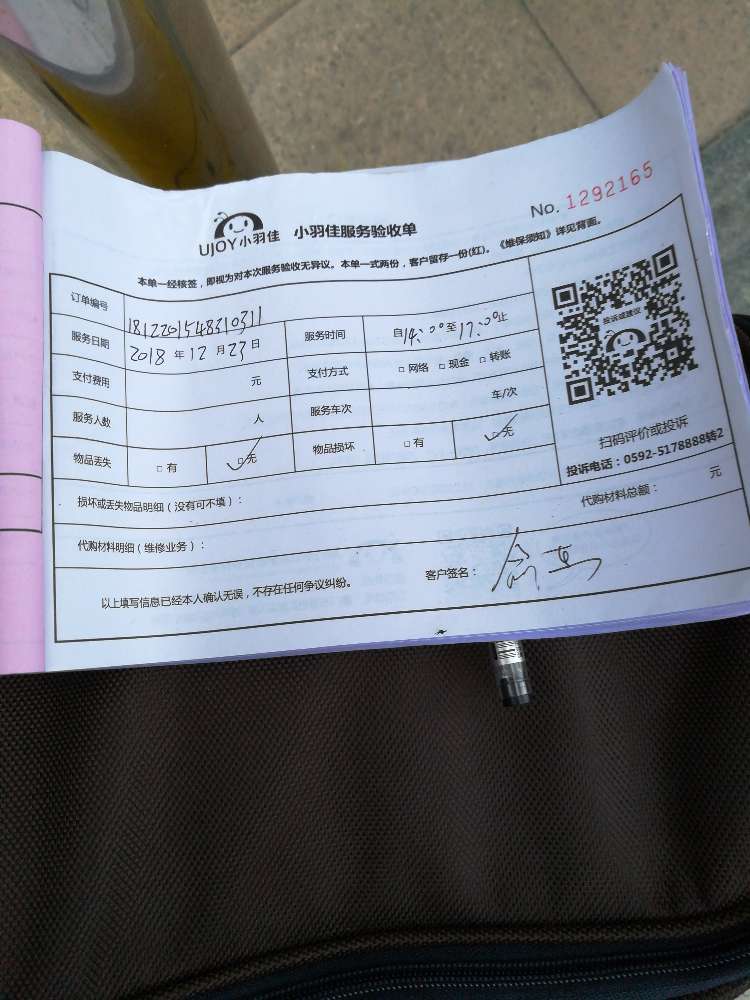 UJOY小羽佳 小羽佳服务验收单 No. 1292165
本单一经核签，即视为对本次服务验收无异议。本单一式两份，客户留存一份(红)。《维保须知》详见背面。
订单编号 1812201548310311
服务日期 2018 年 12 月 23 日 服务时间 自 14:00 至 17:00 止
支付费用 元 支付方式 □ 网络 □ 现金 □ 转账
服务人数 人 服务车次 车/次
物品丢失 □ 有 □ 无 物品损坏 □ 有 □ 无
投诉或建议
扫码评价或投诉
投诉电话：0592-5178888转2
损坏或丢失物品明细（没有可不填）：
代购材料明细（维修业务）： 代购材料总额： 元
以上填写信息已经本人确认无误，不存在任何争议纠纷。 客户签名：